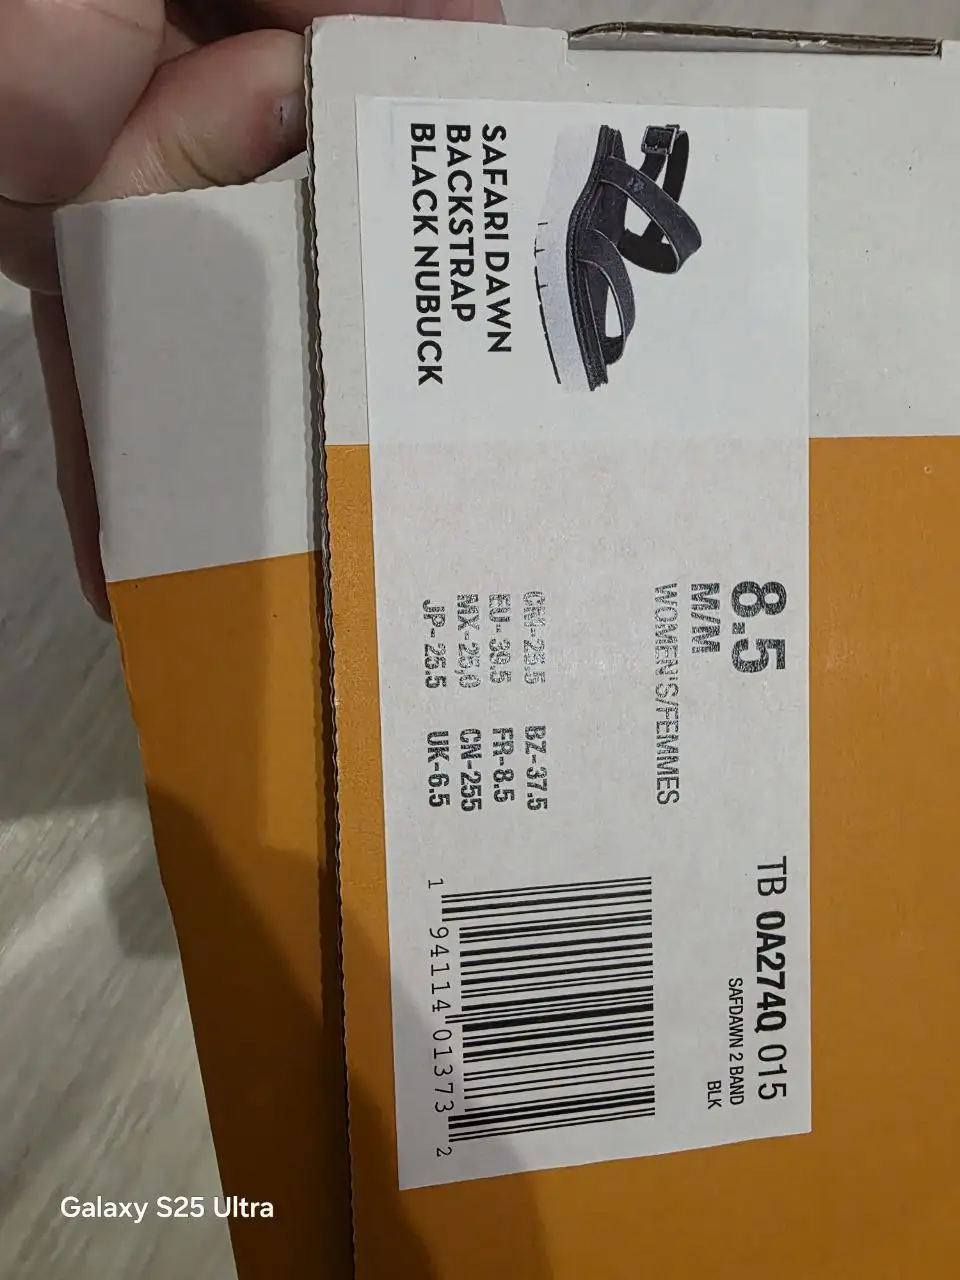 SAFARI DAWN
BACKSTRAP
BLACK NUBUCK
8.5
M/M
WOMEN'S/FEMMES
CM-25.5 BZ-37.5
EU-39.5 FR-8.5
MX-25,0 CN-255
JP-25.5 UK-6.5
TB 0A274Q 015
SAFDAWN 2 BAND
BLK
1 94114 01373 2
Galaxy S25 Ultra